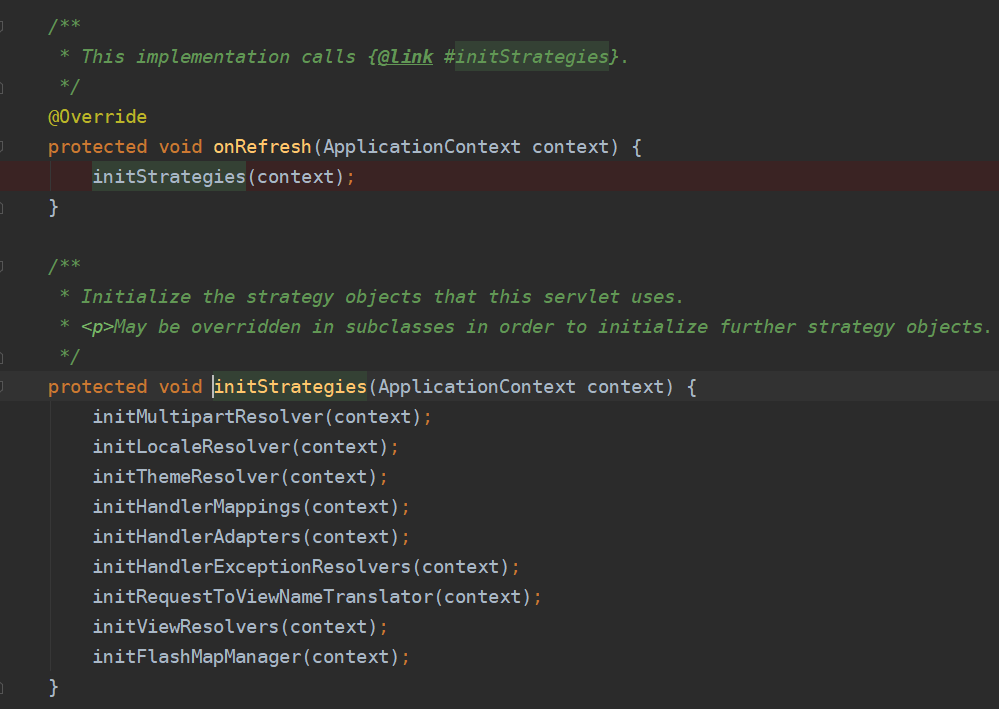 /**
 * This implementation calls {@link #initStrategies}.
 */
@Override
protected void onRefresh(ApplicationContext context) {
    initStrategies(context);
}

/**
 * Initialize the strategy objects that this servlet uses.
 * <p>May be overridden in subclasses in order to initialize further strategy objects.
 */
protected void initStrategies(ApplicationContext context) {
    initMultipartResolver(context);
    initLocaleResolver(context);
    initThemeResolver(context);
    initHandlerMappings(context);
    initHandlerAdapters(context);
    initHandlerExceptionResolvers(context);
    initRequestToViewNameTranslator(context);
    initViewResolvers(context);
    initFlashMapManager(context);
}